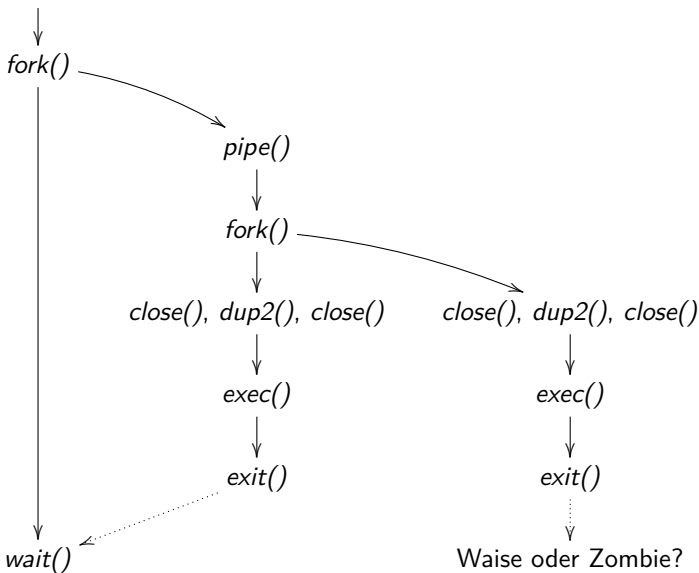 fork()
pipe()
fork()
close(), dup2(), close()
close(), dup2(), close()
exec()
exec()
exit()
exit()
wait()
Waise oder Zombie?